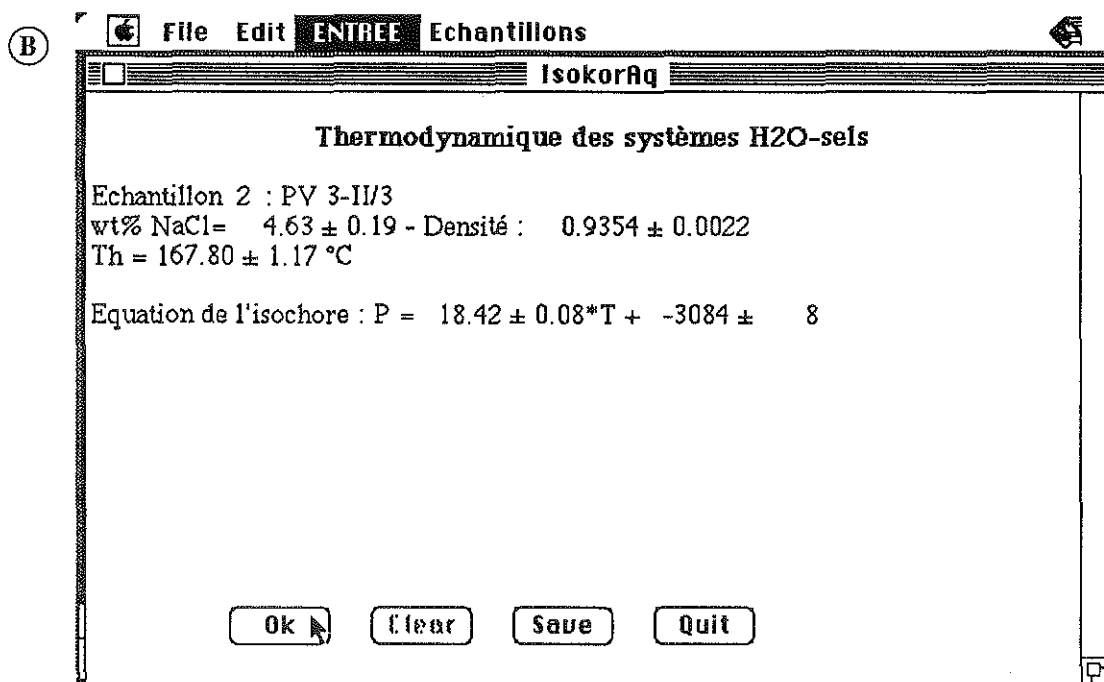 B
File Edit ENTREE Echantillons
IsokorAq
Thermodynamique des systèmes H2O-sels
Echantillon 2 : PV 3-II/3
wt% NaCl= 4.63 ± 0.19 - Densité : 0.9354 ± 0.0022
Th = 167.80 ± 1.17 °C
Equation de l'isochore : P = 18.42 ± 0.08*T + -3084 ± 8
Ok Clear Save Quit